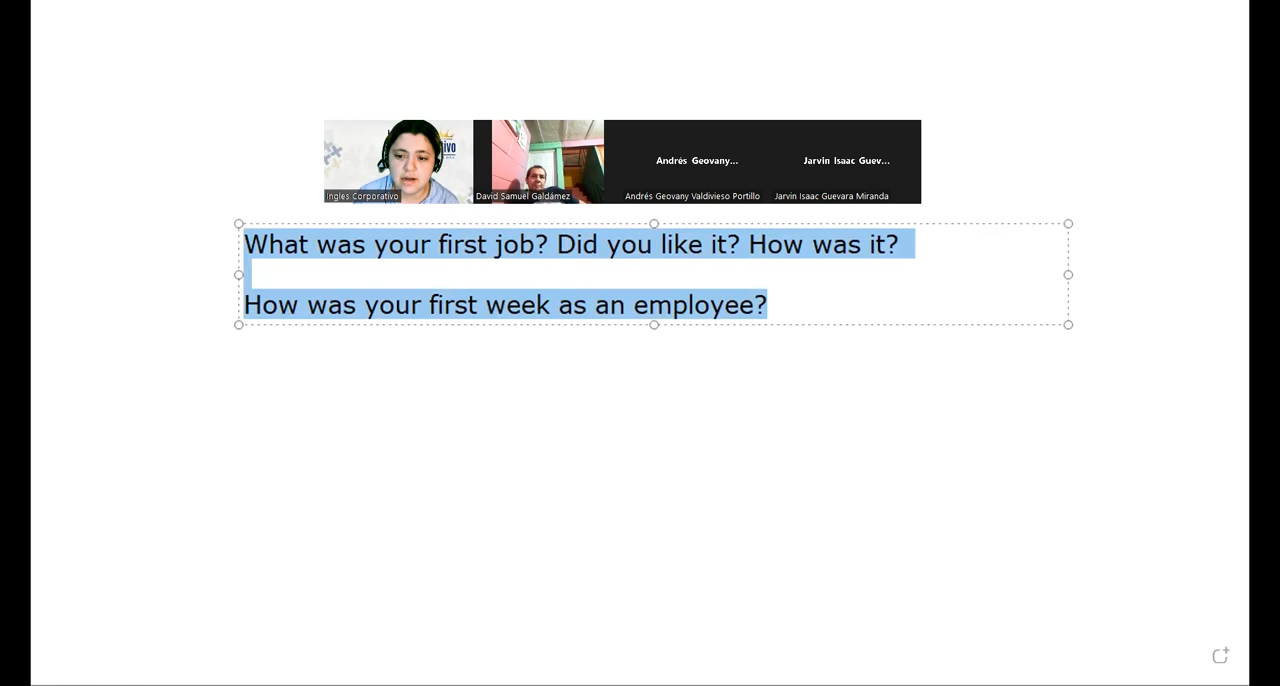 ivo
Andrés Geovany...
Jarvin Isaac Guev...
Ingles Corporativo
David Samuel Galdámez
Andrés Geovany Valdivieso Portillo
Jarvin Isaac Guevara Miranda
What was your first job? Did you like it? How was it?
How was your first week as an employee?